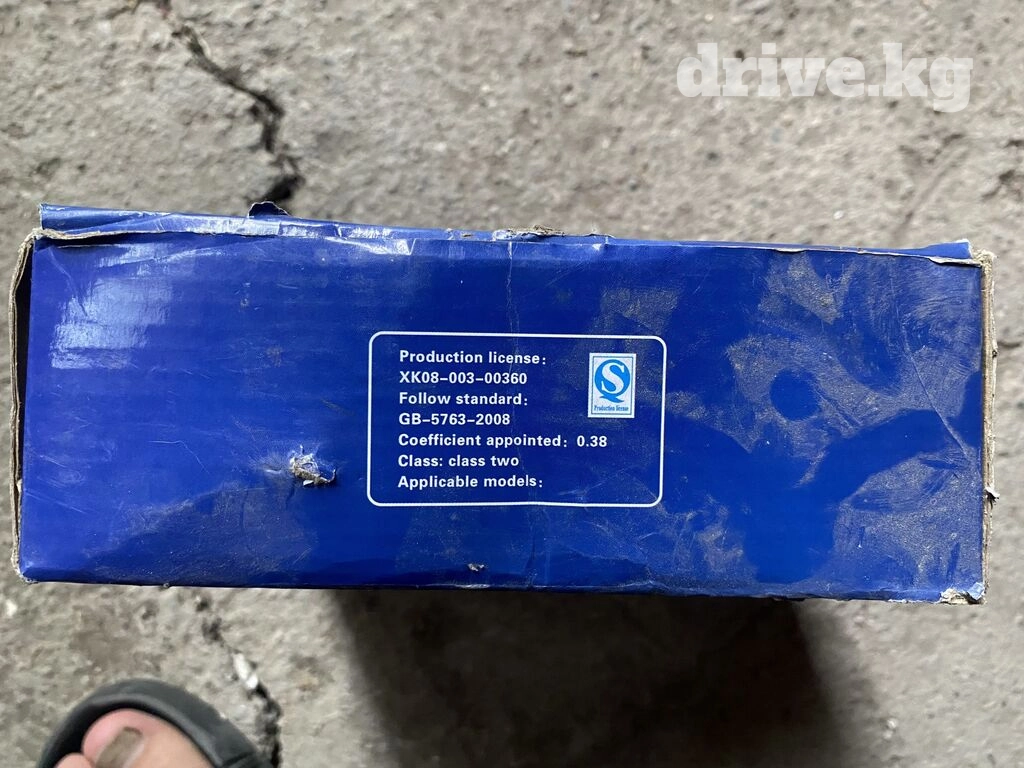 drive.kg
Production license:
XK08-003-00360
Follow standard:
GB-5763-2008
Coefficient appointed: 0.38
Class: class two
Applicable models:
S
Production license